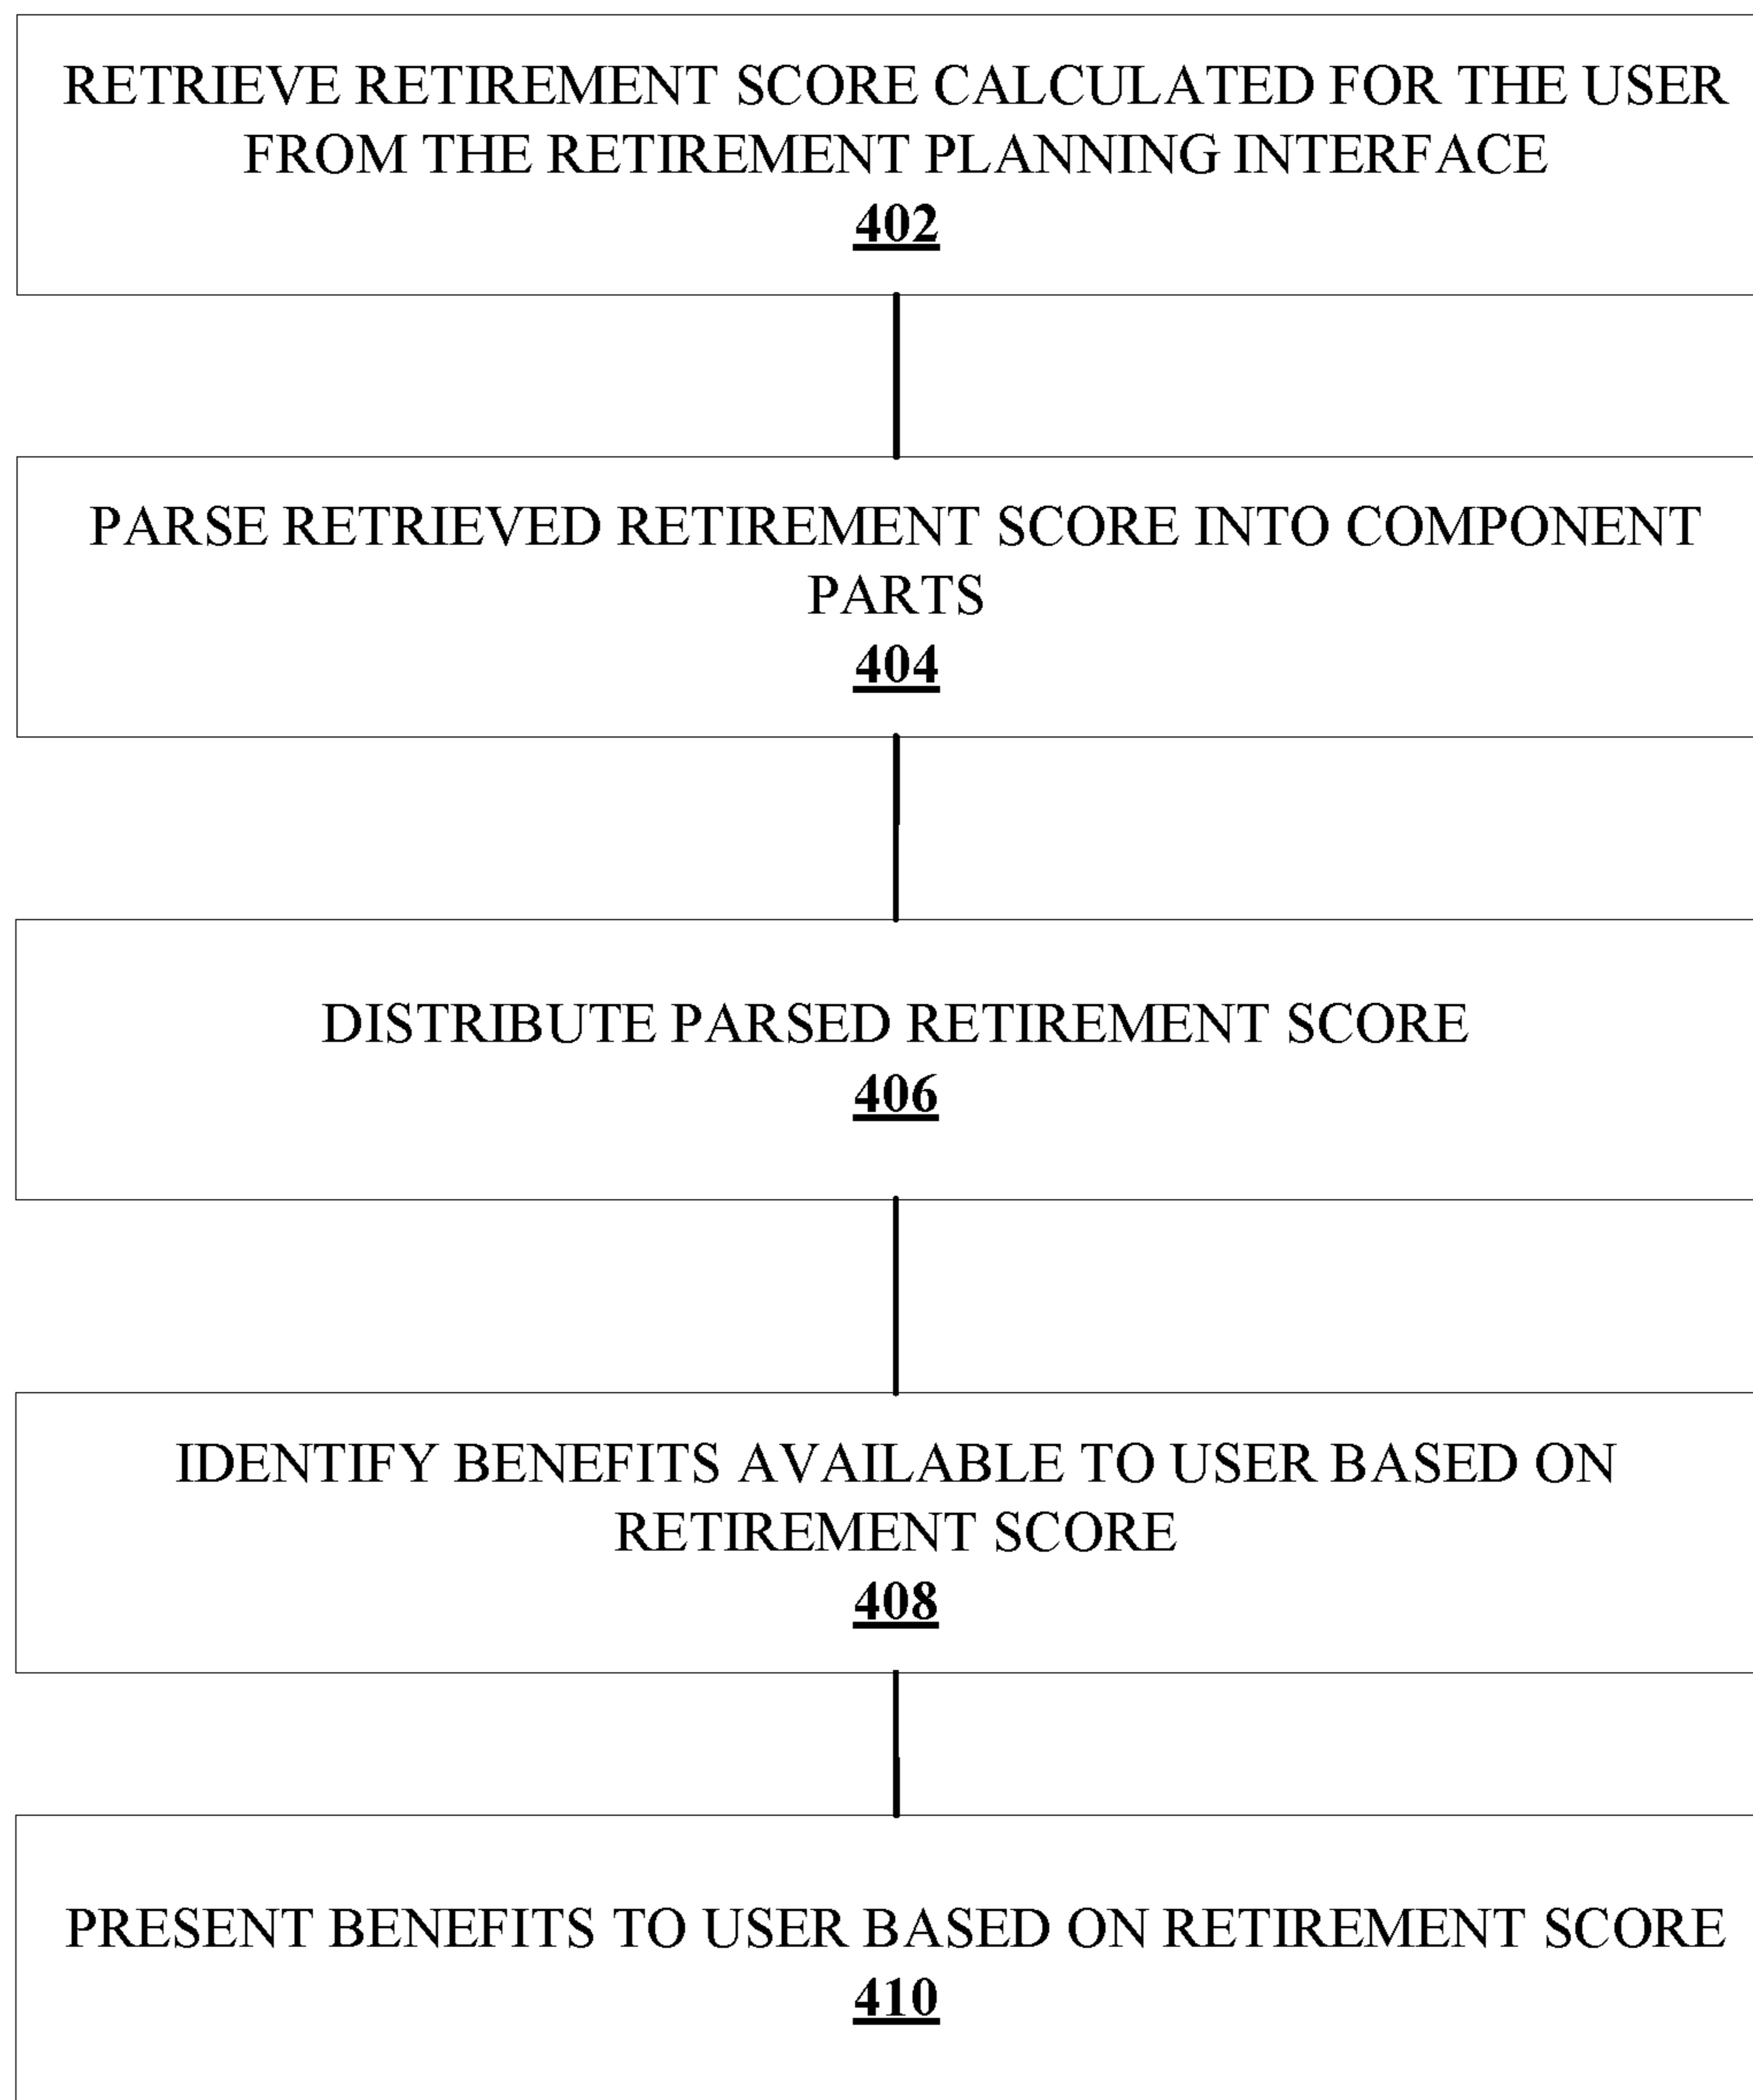 RETRIEVE RETIREMENT SCORE CALCULATED FOR THE USER
FROM THE RETIREMENT PLANNING INTERFACE
402
PARSE RETRIEVED RETIREMENT SCORE INTO COMPONENT
PARTS
404
DISTRIBUTE PARSED RETIREMENT SCORE
406
IDENTIFY BENEFITS AVAILABLE TO USER BASED ON
RETIREMENT SCORE
408
PRESENT BENEFITS TO USER BASED ON RETIREMENT SCORE
410